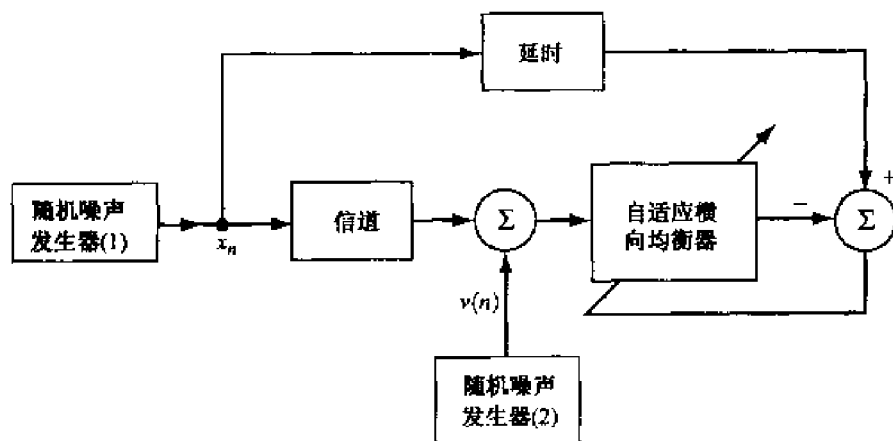 延时
+
随机噪声
发生器(1)
x_n
信道
Σ
自适应横
向均衡器
−
Σ
v(n)
随机噪声
发生器(2)